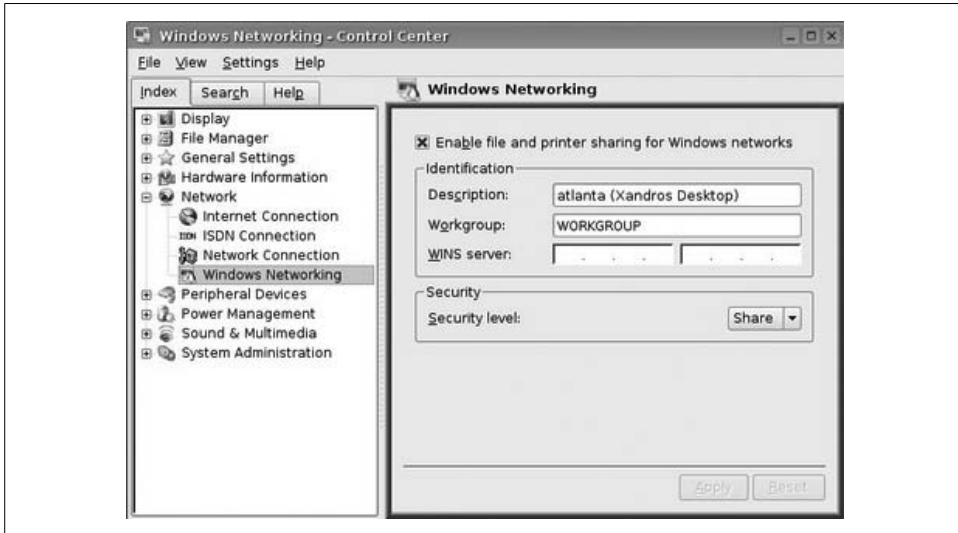 Windows Networking - Control Center
File View Settings Help
Index Search Help
Windows Networking
Display
File Manager
General Settings
Hardware Information
Network
Internet Connection
ISDN Connection
Network Connection
Windows Networking
Peripheral Devices
Power Management
Sound & Multimedia
System Administration
Enable file and printer sharing for Windows networks
Identification
Description: atlanta (Xandros Desktop)
Workgroup: WORKGROUP
WINS server: . . . . . .
Security
Security level: Share
Apply Reset